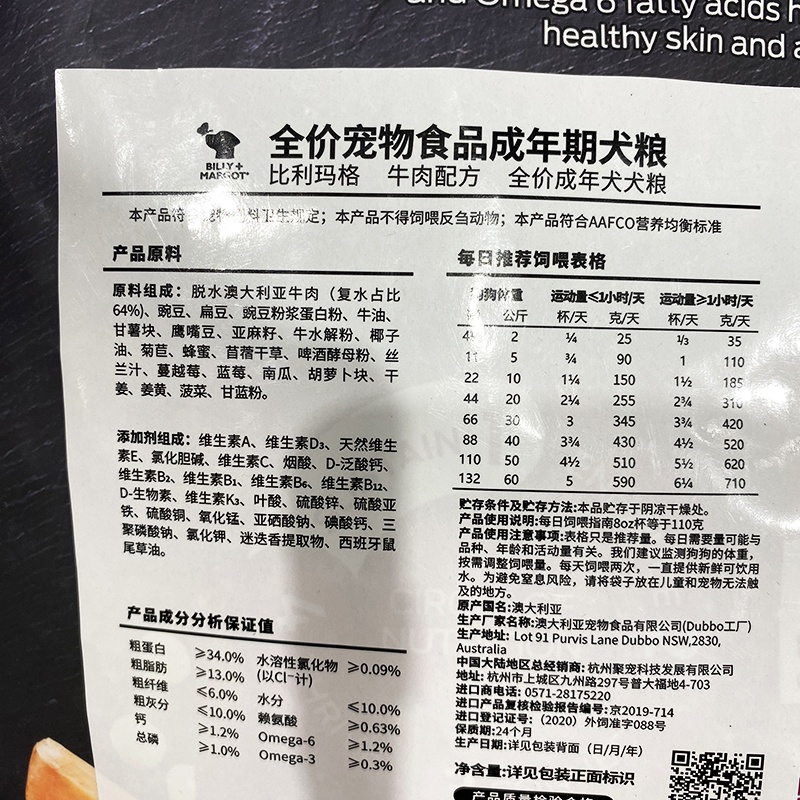 and Omega 6 fatty acids h
healthy skin and a
BILLY+
MARGOT
全价宠物食品成年期犬粮
比利玛格 牛肉配方 全价成年犬犬粮
本产品符 料卫生规定；本产品不得饲喂反刍动物；本产品符合AAFCO营养均衡标准
产品原料
原料组成：脱水澳大利亚牛肉（复水占比
64%)、豌豆、扁豆、豌豆粉浆蛋白粉、牛油、
甘薯块、鹰嘴豆、亚麻籽、牛水解粉、椰子
油、菊苣、蜂蜜、苜蓿干草、啤酒酵母粉、丝
兰汁、蔓越莓、蓝莓、南瓜、胡萝卜块、干
姜、姜黄、菠菜、甘蓝粉。
添加剂组成：维生素A、维生素D₃、天然维生
素E、氯化胆碱、维生素C、烟酸、D-泛酸钙、
维生素B₂、维生素B₁、维生素B₆、维生素B₁₂、
D-生物素、维生素K₃、叶酸、硫酸锌、硫酸亚
铁、硫酸铜、氧化锰、亚硒酸钠、碘酸钙、三
聚磷酸钠、氯化钾、迷迭香提取物、西班牙鼠
尾草油。
产品成分分析保证值
粗蛋白 ≥34.0% 水溶性氯化物 ≥0.09%
粗脂肪 ≥13.0% (以Cl⁻计)
粗纤维 ≤6.0% 水分 ≤10.0%
粗灰分 ≤10.0% 赖氨酸 ≥0.63%
钙 ≥1.2% Omega-6 ≥1.2%
总磷 ≥1.0% Omega-3 ≥0.3%
每日推荐饲喂表格
狗狗体重 运动量≤1小时/天 运动量≥1小时/天
公斤 杯/天 克/天 杯/天 克/天
2 ¼ 25 ⅓ 35
11 5 ¾ 90 1 110
22 10 1¼ 150 1½ 185
44 20 2¼ 255 2¾ 310
66 30 3 345 3¾ 420
88 40 3¾ 430 4½ 520
110 50 4½ 510 5½ 620
132 60 5 590 6¼ 710
贮存条件及贮存方法:本品贮存于阴凉干燥处。
产品使用说明:每日饲喂指南8oz杯等于110克
产品使用注意事项:表格只是推荐量。每日需要量可能与
品种、年龄和活动量有关。我们建议监测狗狗的体重，
按需调整饲喂量。每天饲喂两次，一直提供新鲜可饮用
水。为避免窒息风险，请将袋子放在儿童和宠物无法触
及的地方。
原产国名:澳大利亚
生产厂家名称:澳大利亚宠物食品有限公司(Dubbo工厂)
生产地址: Lot 91 Purvis Lane Dubbo NSW,2830,
Australia
中国大陆地区总经销商: 杭州聚宠科技发展有限公司
地址: 杭州市上城区九州路297号普大福地4-703
进口商电话: 0571-28175220
进口产品复核检验报告编号: 京2019-714
进口登记证号: （2020）外饲准字088号
保质期:24个月
生产日期:详见包装背面（日/月/年）
净含量:详见包装正面标识
产品质量检验合格